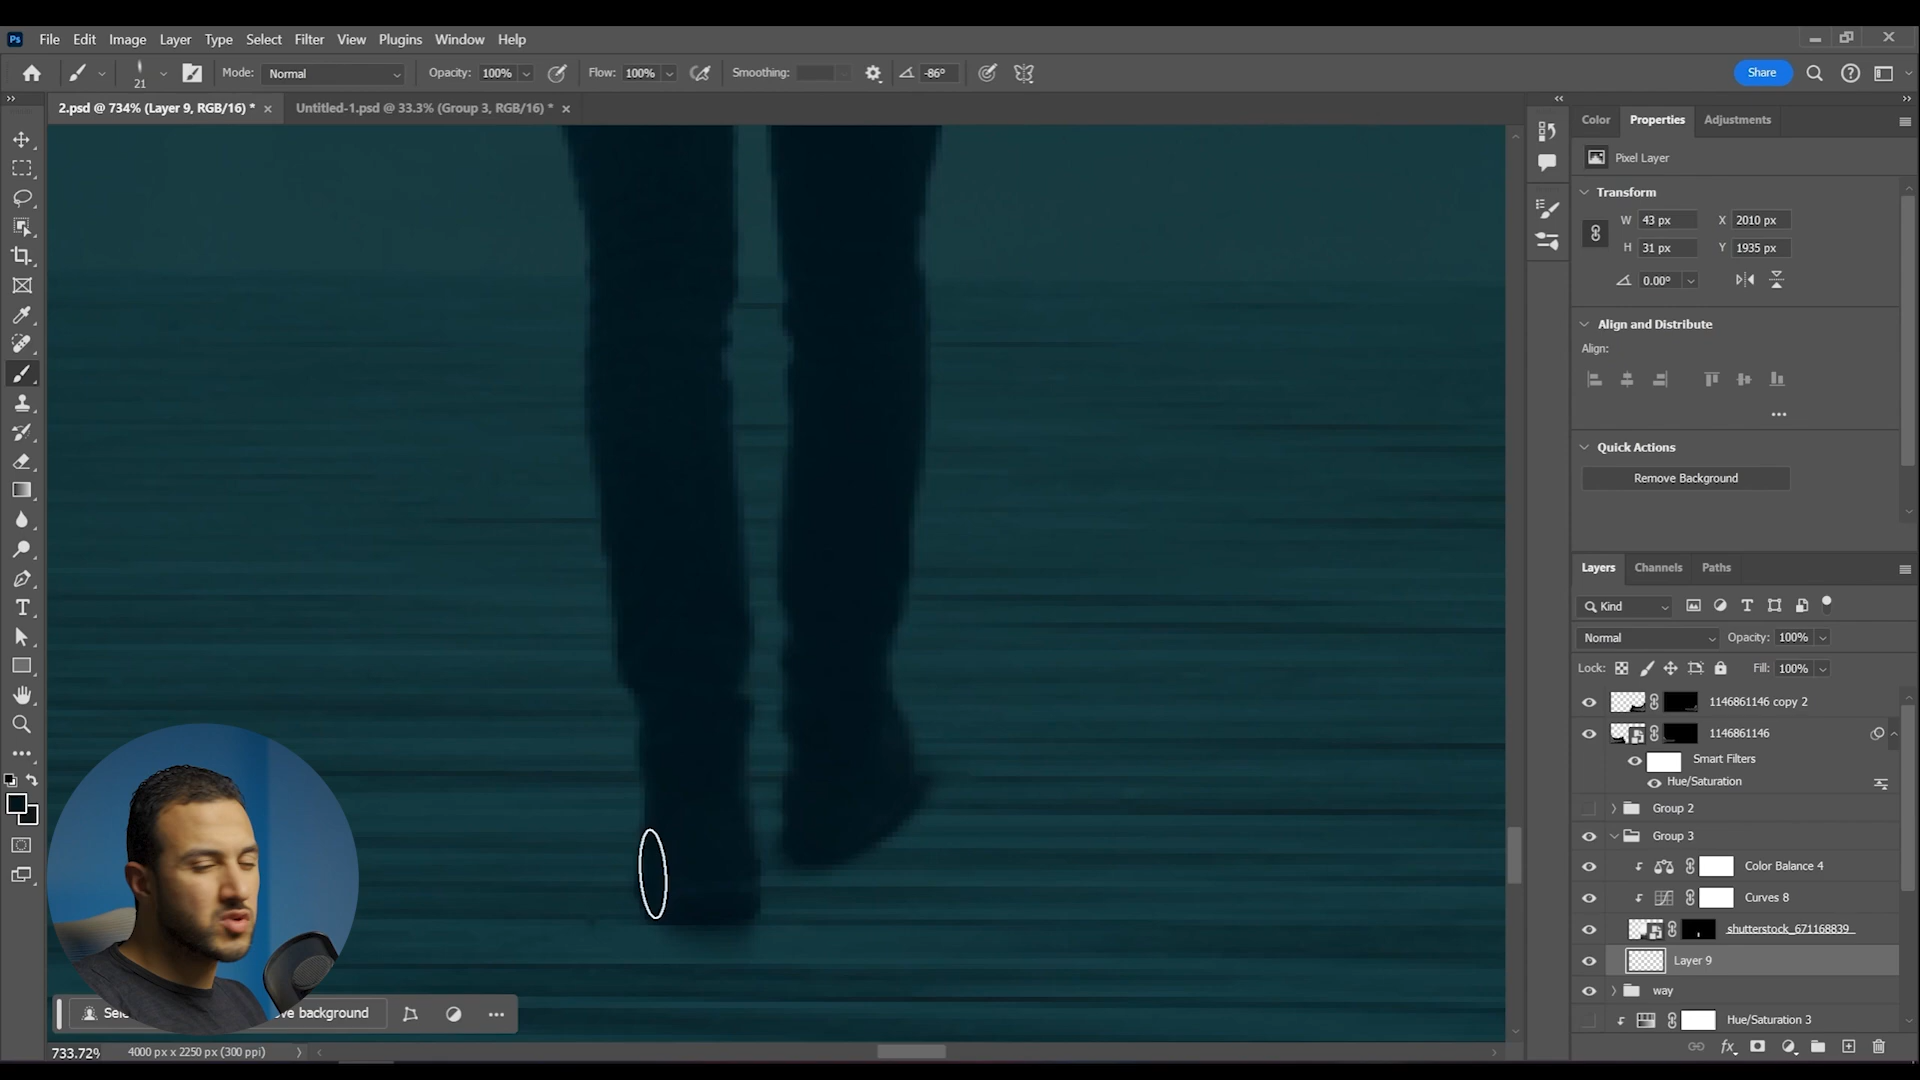 Ps File Edit Image Layer Type Select Filter View Plugins Window Help
21 Mode: Normal Opacity: 100% Flow: 100% Smoothing: -86° Share
2.psd @ 734% (Layer 9, RGB/16) * × Untitled-1.psd @ 33.3% (Group 3, RGB/16) * ×
Color Properties Adjustments
Pixel Layer
Transform
W 43 px X 2010 px
H 31 px Y 1935 px
0.00°
Align and Distribute
Align:
Quick Actions
Remove Background
Layers Channels Paths
Kind
Normal Opacity: 100%
Lock: Fill: 100%
1146861146 copy 2
1146861146
Smart Filters
Hue/Saturation
Group 2
Group 3
Color Balance 4
Curves 8
shutterstock_671168839
Layer 9
way
Hue/Saturation 3
background
733.72% 4000 px x 2250 px (300 ppi)